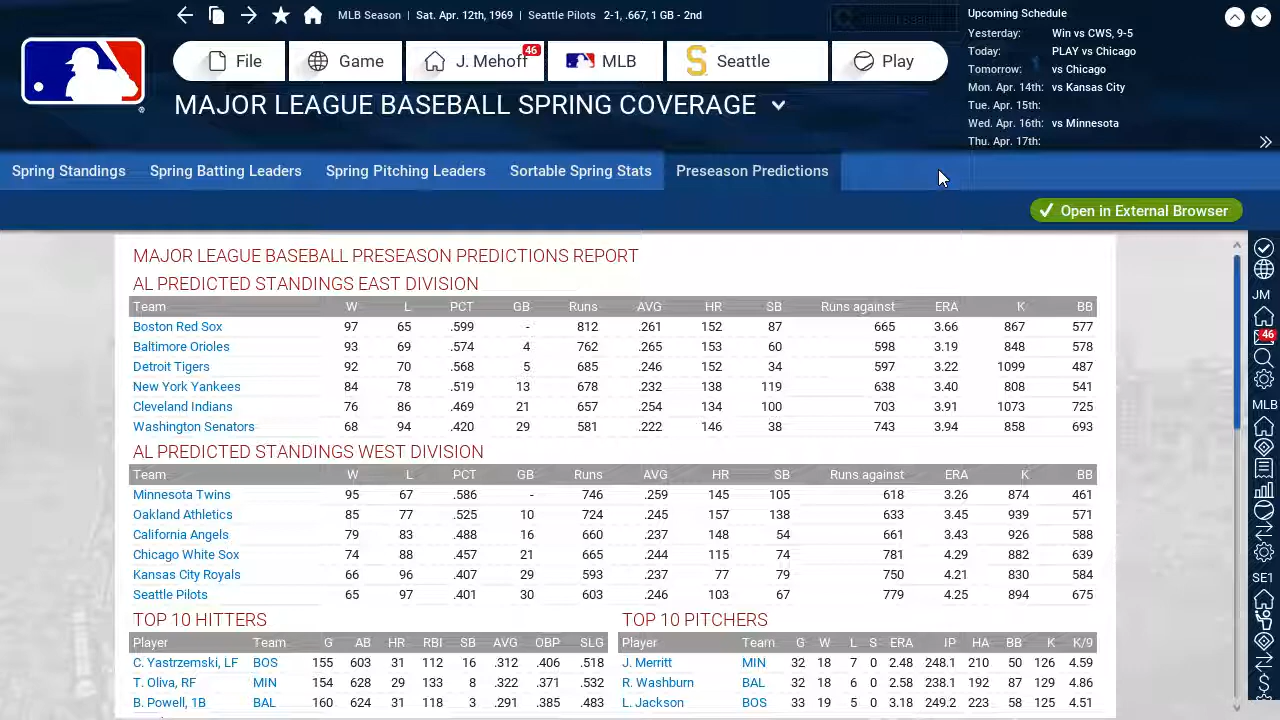 MLB Season | Sat. Apr. 12th, 1969 | Seattle Pilots 2-1, .667, 1 GB - 2nd
Upcoming Schedule
Yesterday: Win vs CWS, 9-5
Today: PLAY vs Chicago
Tomorrow: vs Chicago
Mon. Apr. 14th: vs Kansas City
Tue. Apr. 15th:
Wed. Apr. 16th: vs Minnesota
Thu. Apr. 17th:
File Game J. Mehoff 46 MLB S Seattle Play
MAJOR LEAGUE BASEBALL SPRING COVERAGE
Spring Standings Spring Batting Leaders Spring Pitching Leaders Sortable Spring Stats Preseason Predictions
Open in External Browser
MAJOR LEAGUE BASEBALL PRESEASON PREDICTIONS REPORT
AL PREDICTED STANDINGS EAST DIVISION
Team W L PCT GB Runs AVG HR SB Runs against ERA K BB
Boston Red Sox 97 65 .599 - 812 .261 152 87 665 3.66 867 577
Baltimore Orioles 93 69 .574 4 762 .265 153 60 598 3.19 848 578
Detroit Tigers 92 70 .568 5 685 .246 152 34 597 3.22 1099 487
New York Yankees 84 78 .519 13 678 .232 138 119 638 3.40 808 541
Cleveland Indians 76 86 .469 21 657 .254 134 100 703 3.91 1073 725
Washington Senators 68 94 .420 29 581 .222 146 38 743 3.94 858 693
AL PREDICTED STANDINGS WEST DIVISION
Team W L PCT GB Runs AVG HR SB Runs against ERA K BB
Minnesota Twins 95 67 .586 - 746 .259 145 105 618 3.26 874 461
Oakland Athletics 85 77 .525 10 724 .245 157 138 633 3.45 939 571
California Angels 79 83 .488 16 660 .237 148 54 661 3.43 926 588
Chicago White Sox 74 88 .457 21 665 .244 115 74 781 4.29 882 639
Kansas City Royals 66 96 .407 29 593 .237 77 79 750 4.21 830 584
Seattle Pilots 65 97 .401 30 603 .246 103 67 779 4.25 894 675
TOP 10 HITTERS
Player Team G AB HR RBI SB AVG OBP SLG
C. Yastrzemski, LF BOS 155 603 31 112 16 .312 .406 .518
T. Oliva, RF MIN 154 628 29 133 8 .322 .371 .532
B. Powell, 1B BAL 160 624 31 118 3 .291 .385 .483
TOP 10 PITCHERS
Player Team G W L S ERA IP HA BB K K/9
J. Merritt MIN 32 18 7 0 2.48 248.1 210 50 126 4.59
R. Washburn BAL 32 18 6 0 2.58 238.1 192 87 129 4.86
L. Jackson BOS 33 19 5 0 3.18 249.2 223 58 125 4.51
JM
46
MLB
SE1